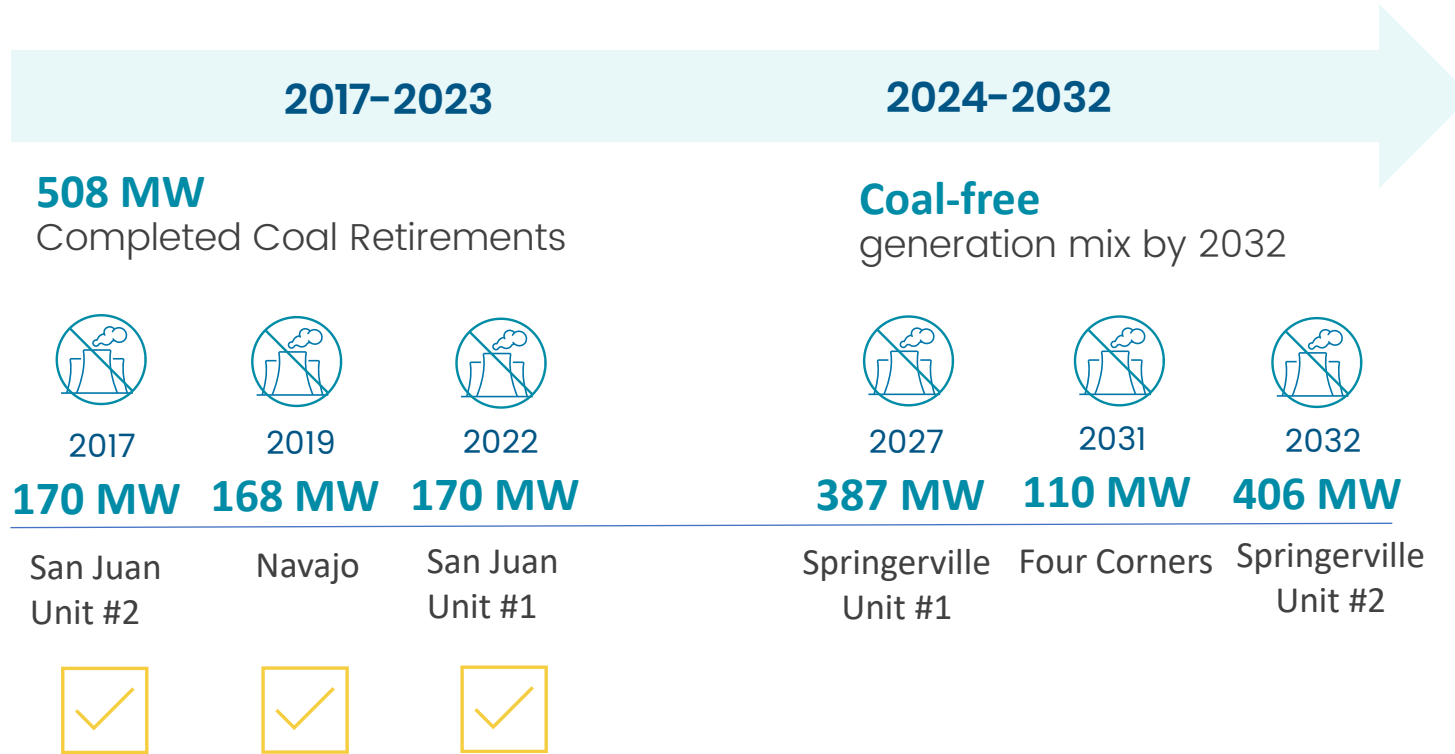 2017-2023
2024-2032
508 MW
Completed Coal Retirements
Coal-free
generation mix by 2032
2017
2019
2022
170 MW
168 MW
170 MW
San Juan
Unit #2
Navajo
San Juan
Unit #1
2027
2031
2032
387 MW
110 MW
406 MW
Springerville
Unit #1
Four Corners
Springerville
Unit #2